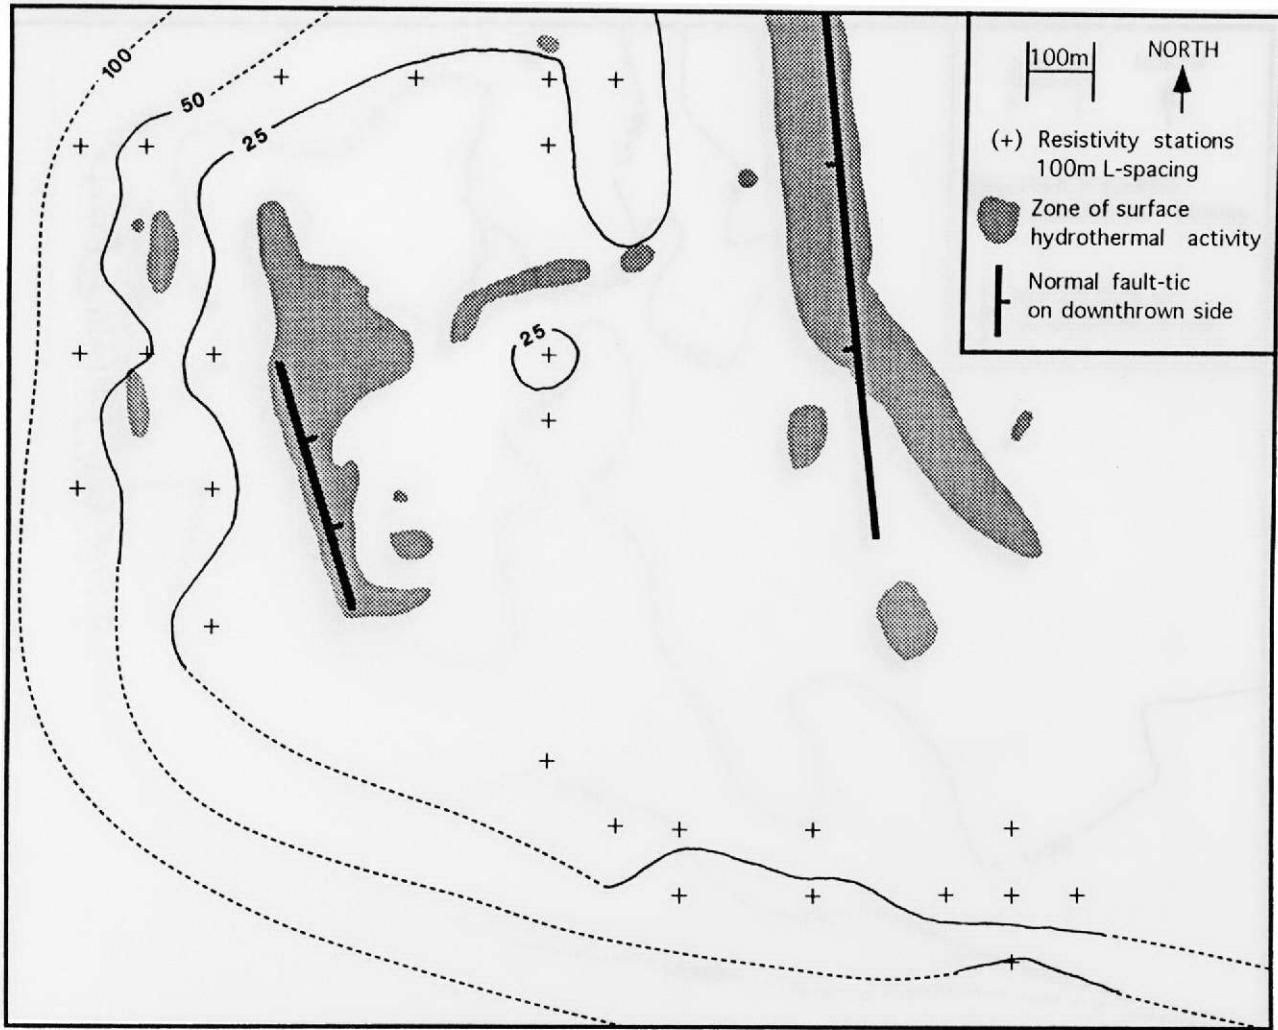 100
50
25
25
100m
NORTH
(+) Resistivity stations
100m L-spacing
Zone of surface
hydrothermal activity
Normal fault-tic
on downthrown side